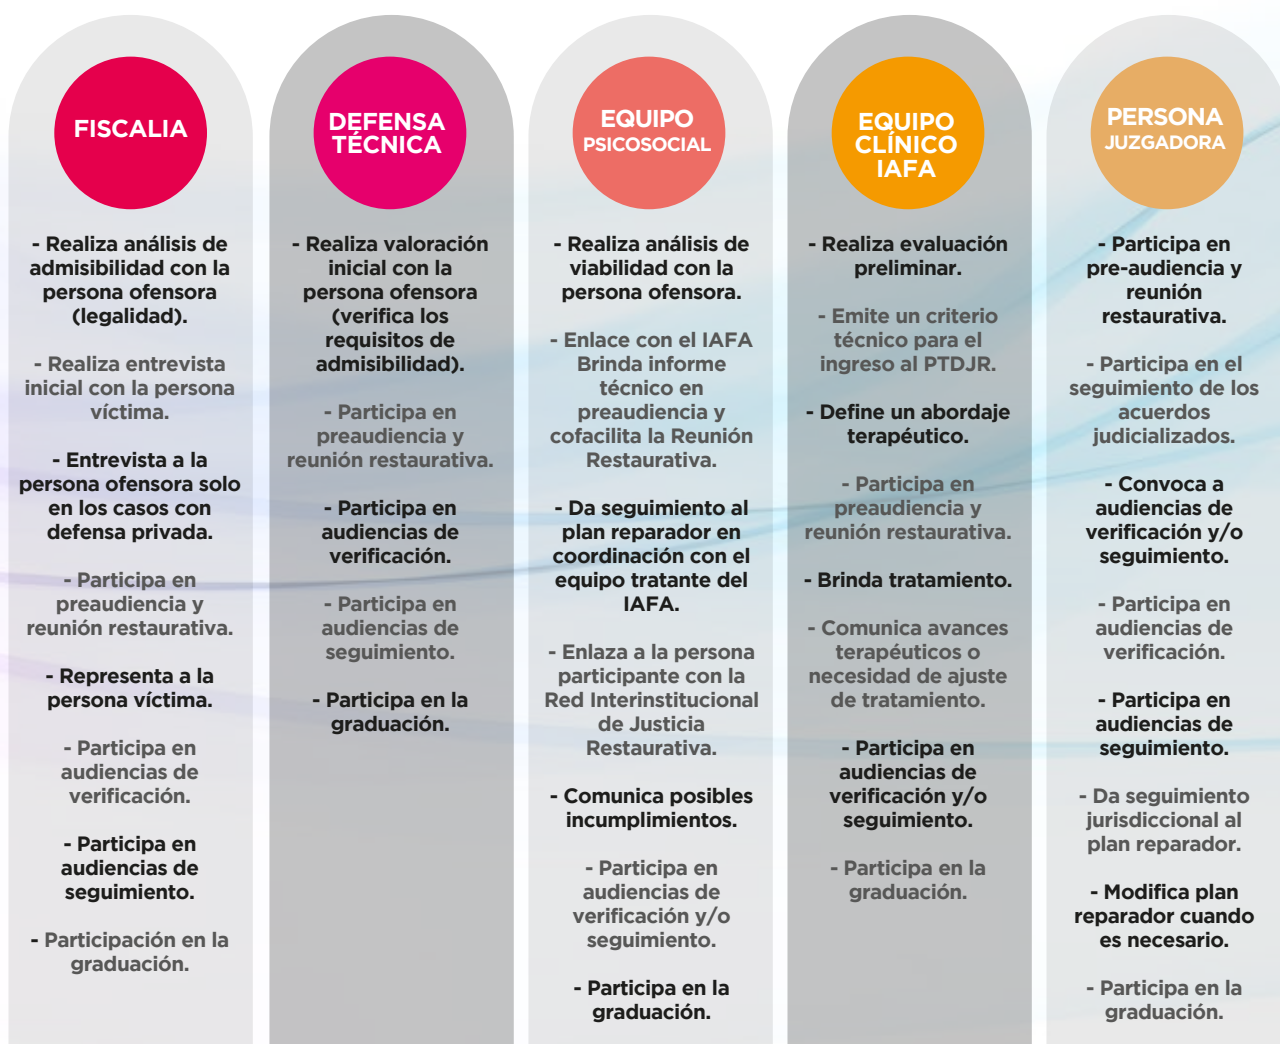 FISCALIA
- Realiza análisis de
admisibilidad con la
persona ofensora
(legalidad).
- Realiza entrevista
inicial con la persona
víctima.
- Entrevista a la
persona ofensora solo
en los casos con
defensa privada.
- Participa en
preaudiencia y
reunión restaurativa.
- Representa a la
persona víctima.
- Participa en
audiencias de
verificación.
- Participa en
audiencias de
seguimiento.
- Participación en la
graduación.
DEFENSA
TÉCNICA
- Realiza valoración
inicial con la
persona ofensora
(verifica los
requisitos de
admisibilidad).
- Participa en
preaudiencia y
reunión restaurativa.
- Participa en
audiencias de
verificación.
- Participa en
audiencias de
seguimiento.
- Participa en la
graduación.
EQUIPO
PSICOSOCIAL
- Realiza análisis de
viabilidad con la
persona ofensora.
- Enlace con el IAFA
Brinda informe
técnico en
preaudiencia y
cofacilita la Reunión
Restaurativa.
- Da seguimiento al
plan reparador en
coordinación con el
equipo tratante del
IAFA.
- Enlaza a la persona
participante con la
Red Interinstitucional
de Justicia
Restaurativa.
- Comunica posibles
incumplimientos.
- Participa en
audiencias de
verificación y/o
seguimiento.
- Participa en la
graduación.
EQUIPO
CLÍNICO
IAFA
- Realiza evaluación
preliminar.
- Emite un criterio
técnico para el
ingreso al PTDJR.
- Define un abordaje
terapéutico.
- Participa en
preaudiencia y
reunión restaurativa.
- Brinda tratamiento.
- Comunica avances
terapéuticos o
necesidad de ajuste
de tratamiento.
- Participa en
audiencias de
verificación y/o
seguimiento.
- Participa en la
graduación.
PERSONA
JUZGADORA
- Participa en
pre-audiencia y
reunión
restaurativa.
- Participa en el
seguimiento de los
acuerdos
judicializados.
- Convoca a
audiencias de
verificación y/o
seguimiento.
- Participa en
audiencias de
verificación.
- Participa en
audiencias de
seguimiento.
- Da seguimiento
jurisdiccional al
plan reparador.
- Modifica plan
reparador cuando
es necesario.
- Participa en la
graduación.